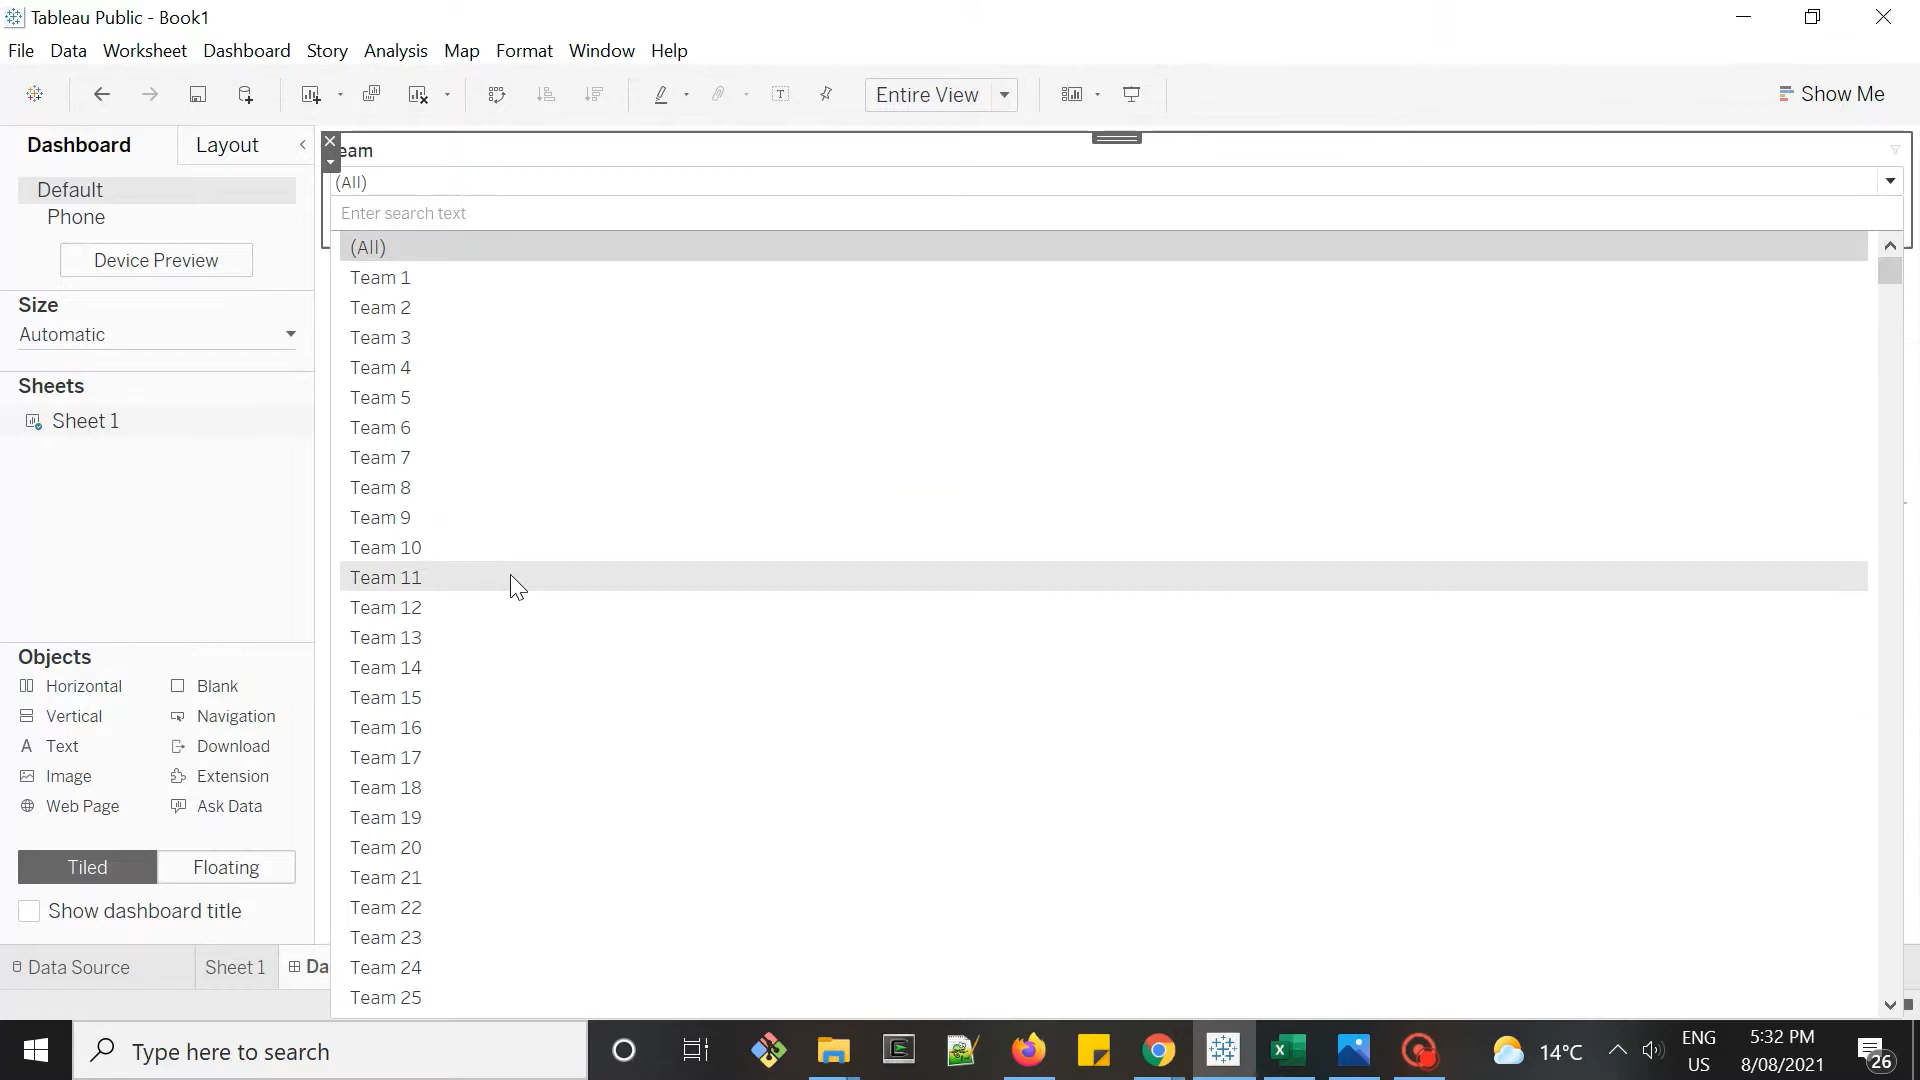 Tableau Public - Book1
File Data Worksheet Dashboard Story Analysis Map Format Window Help
Entire View
Show Me
Dashboard
Layout
Default
Phone
Device Preview
Size
Automatic
Sheets
Sheet 1
Objects
Horizontal
Blank
Vertical
Navigation
Text
Download
Image
Extension
Web Page
Ask Data
Tiled
Floating
Show dashboard title
eam
(All)
Enter search text
(All)
Team 1
Team 2
Team 3
Team 4
Team 5
Team 6
Team 7
Team 8
Team 9
Team 10
Team 11
Team 12
Team 13
Team 14
Team 15
Team 16
Team 17
Team 18
Team 19
Team 20
Team 21
Team 22
Team 23
Team 24
Team 25
Data Source
Sheet 1
Da
Type here to search
14°C
ENG
US
5:32 PM
8/08/2021
26